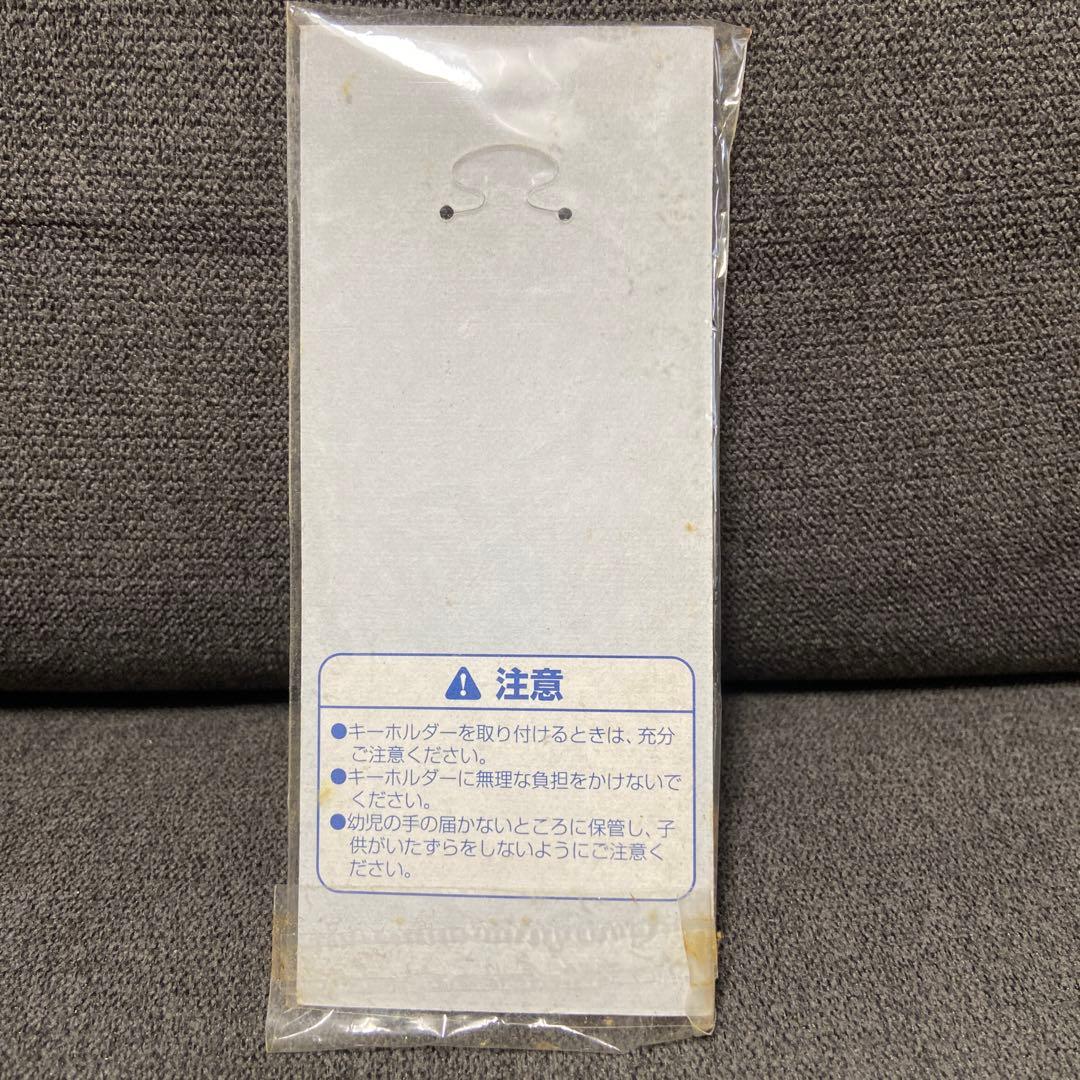 注意
●キーホルダーを取り付けるときは、充分
ご注意ください。
●キーホルダーに無理な負担をかけないで
ください。
●幼児の手の届かないところに保管し、子
供がいたずらをしないようにご注意く
ださい。